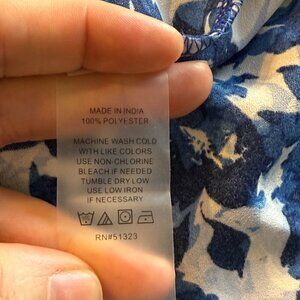 MADE IN INDIA
100% POLYESTER
MACHINE WASH COLD
WITH LIKE COLORS
USE NON-CHLORINE
BLEACH IF NEEDED
TUMBLE DRY LOW
USE LOW IRON
IF NECESSARY
RN#51323